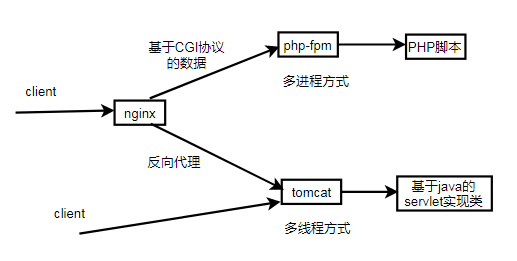 基于CGI协议
的数据
php-fpm
PHP脚本
多进程方式
client
nginx
反向代理
tomcat
基于java的
servlet实现类
client
多线程方式